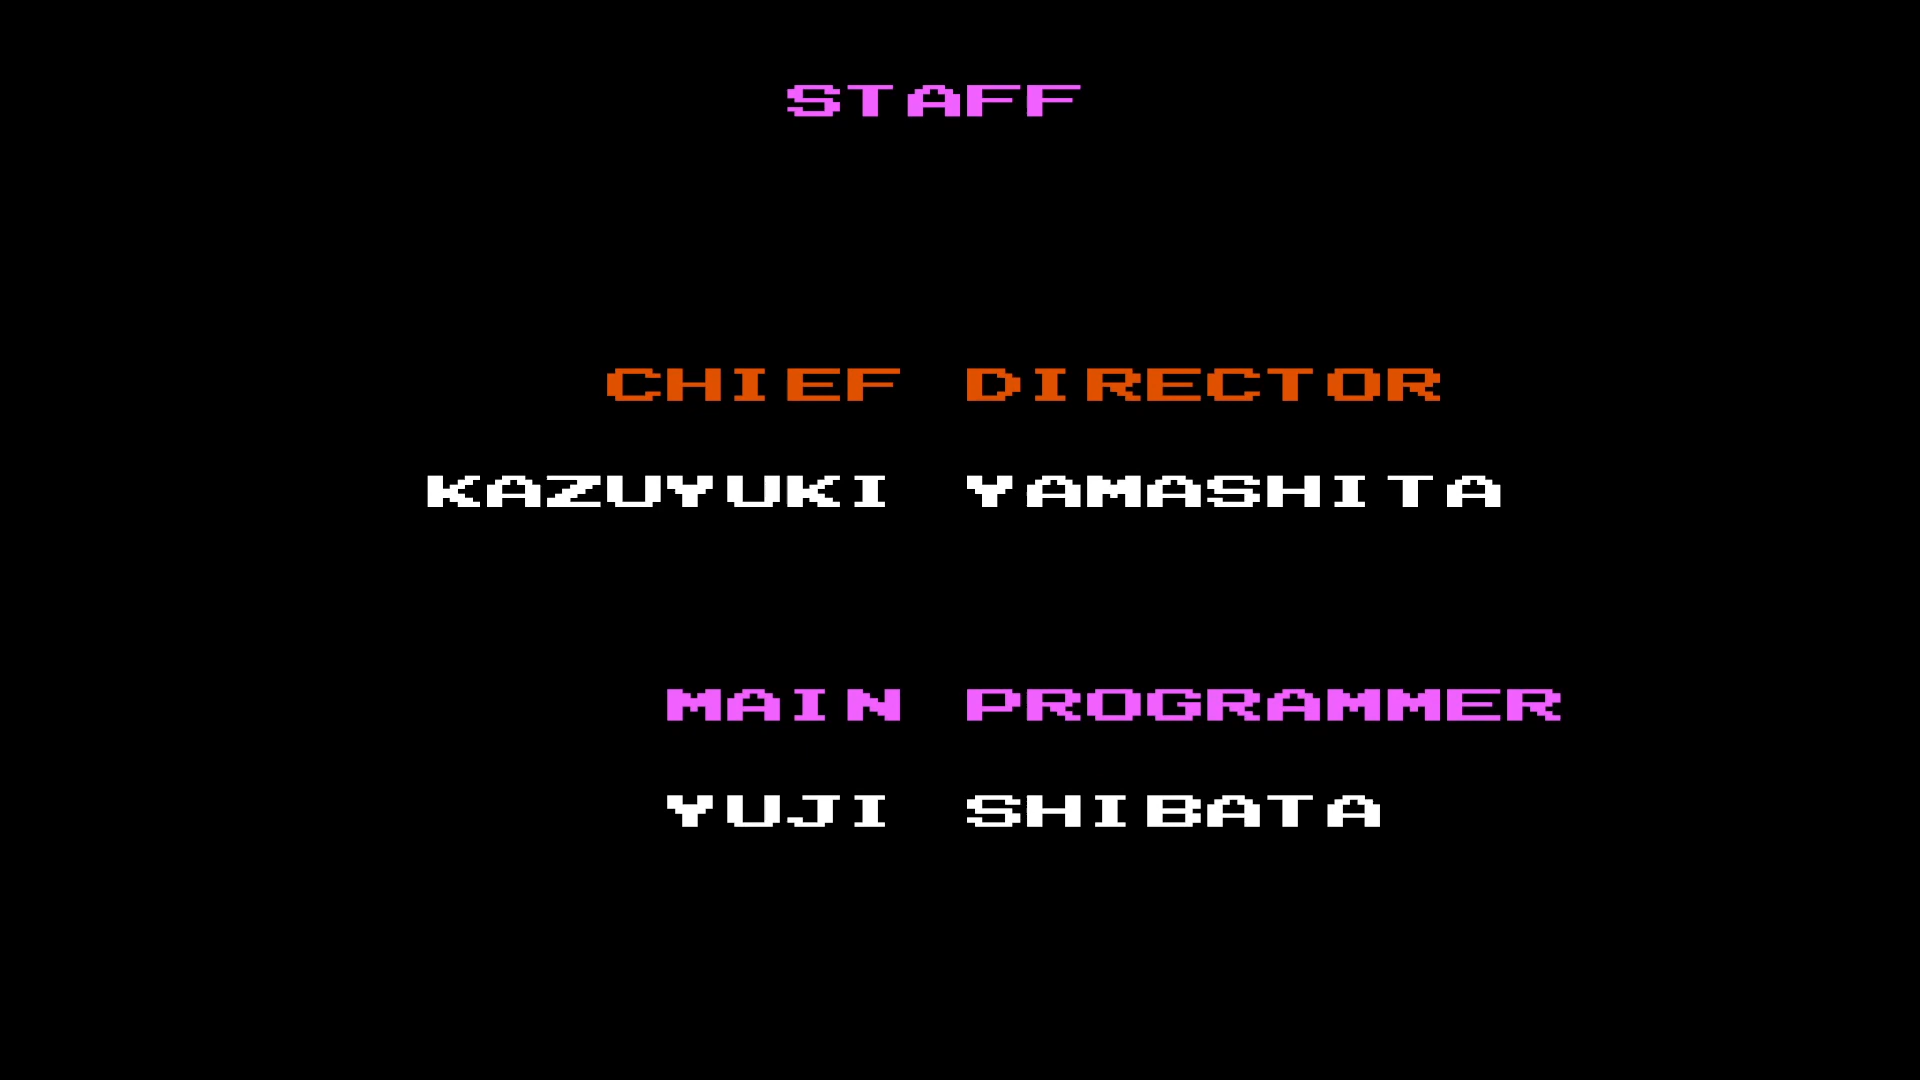 STAFF
CHIEF DIRECTOR
KAZUYUKI YAMASHITA
MAIN PROGRAMMER
YUJI SHIBATA